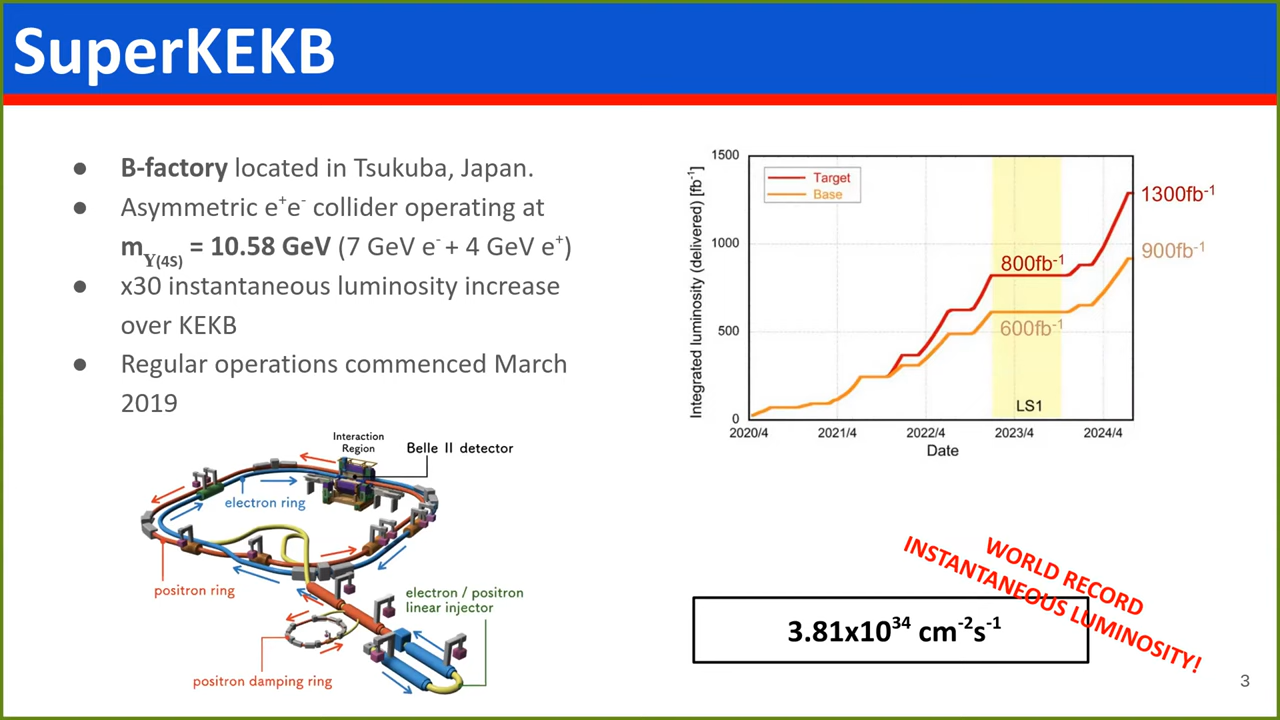 SuperKEKB
● B-factory located in Tsukuba, Japan.
● Asymmetric e⁺e⁻ collider operating at
m_Υ(4S) = 10.58 GeV (7 GeV e⁻ + 4 GeV e⁺)
● x30 instantaneous luminosity increase
over KEKB
● Regular operations commenced March
2019
Integrated luminosity (delivered) [fb⁻¹]
1500
1000
500
0
Target
Base
1300fb⁻¹
900fb⁻¹
800fb⁻¹
600fb⁻¹
LS1
2020/4 2021/4 2022/4 2023/4 2024/4
Date
Interaction
Region
Belle II detector
electron ring
positron ring
electron / positron
linear injector
positron damping ring
WORLD RECORD
INSTANTANEOUS LUMINOSITY!
3.81x10³⁴ cm⁻²s⁻¹
3